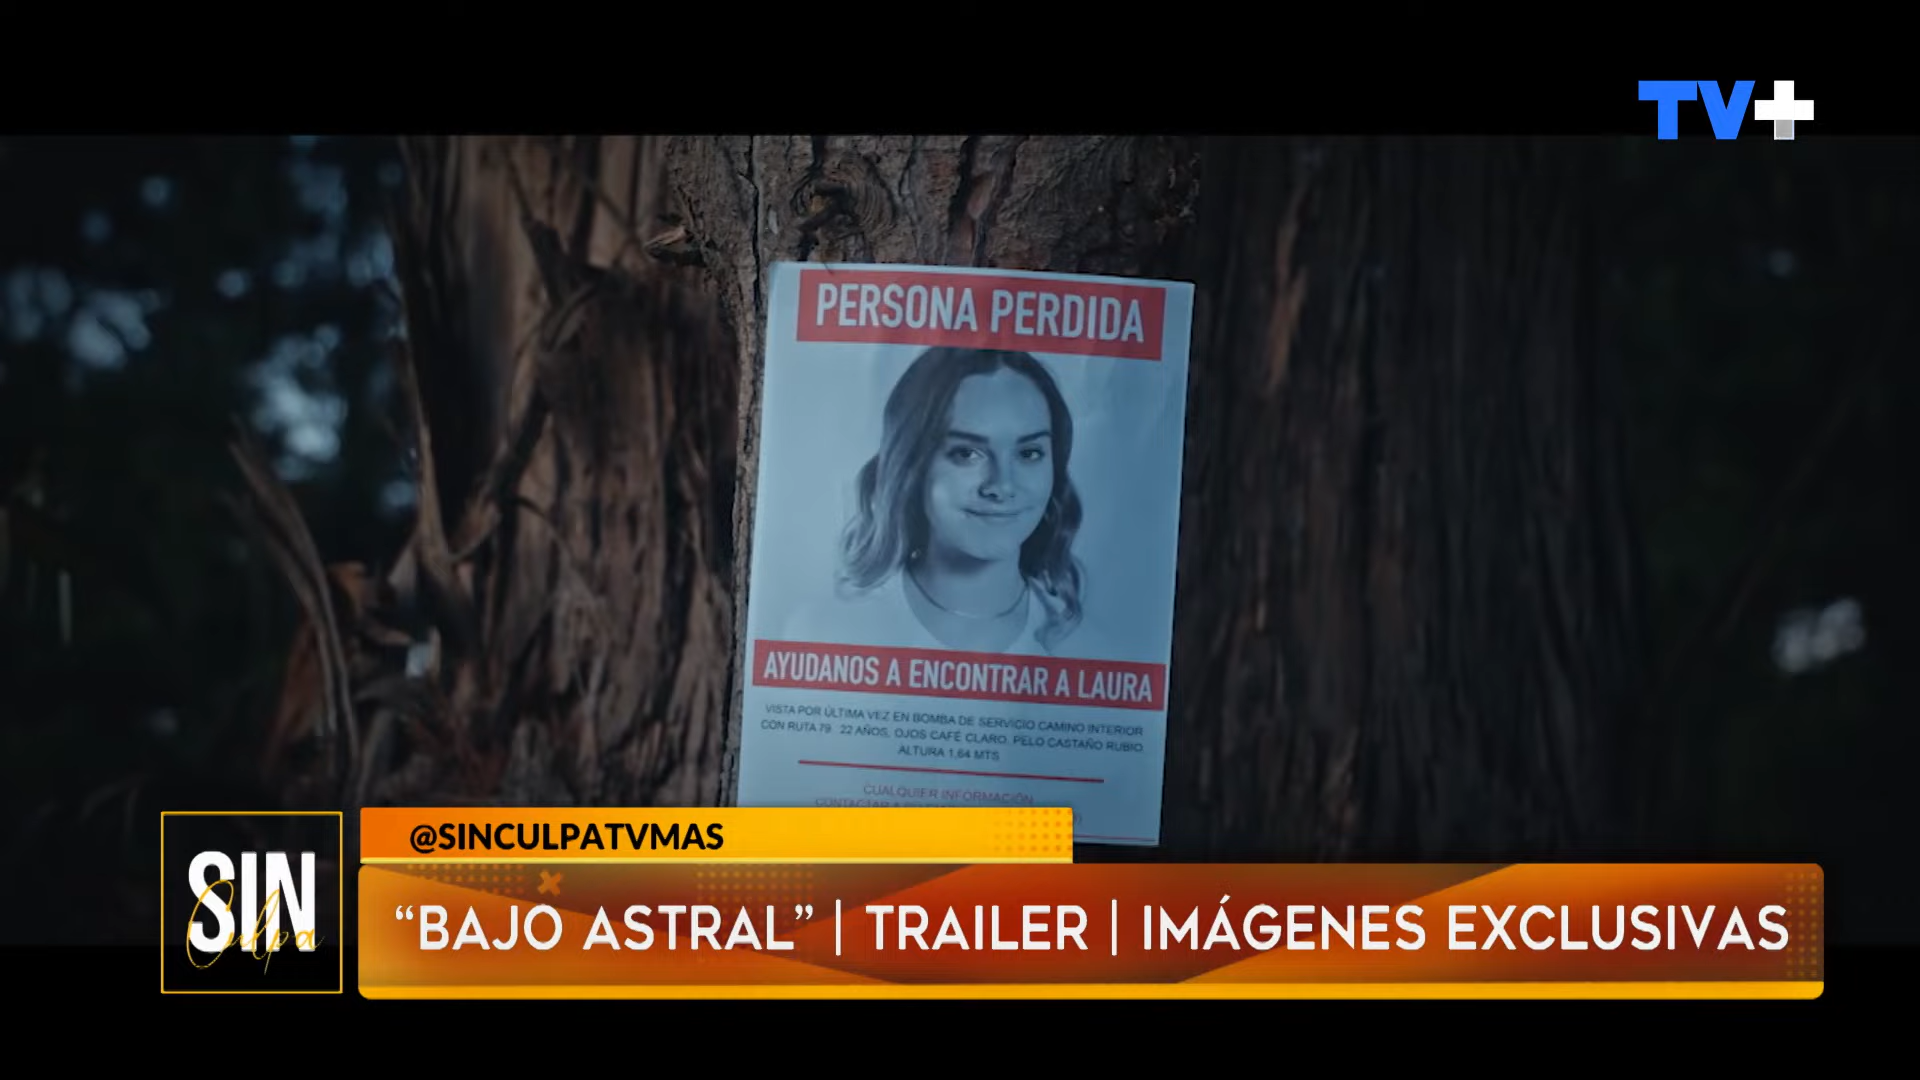 TV+
PERSONA PERDIDA
AYUDANOS A ENCONTRAR A LAURA
VISTA POR ÚLTIMA VEZ EN BOMBA DE SERVICIO CAMINO INTERIOR
CON RUTA 79. 22 AÑOS, OJOS CAFÉ CLARO, PELO CASTAÑO RUBIO.
ALTURA 1,64 MTS
CUALQUIER INFORMACIÓN
CONTACTAR A
@SINCULPATVMAS
SIN
Culpa
“BAJO ASTRAL” | TRAILER | IMÁGENES EXCLUSIVAS